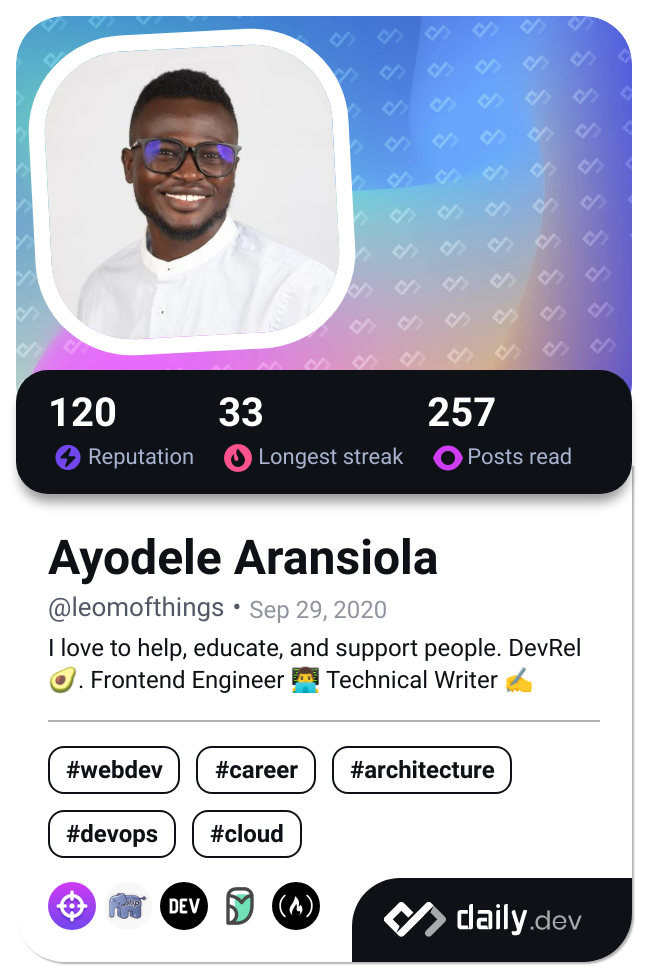 120 33 257
Reputation Longest streak Posts read
Ayodele Aransiola
@leomofthings • Sep 29, 2020
I love to help, educate, and support people. DevRel
🥑. Frontend Engineer 👨‍💻 Technical Writer ✍️
#webdev #career #architecture
#devops #cloud
php DEV daily.dev